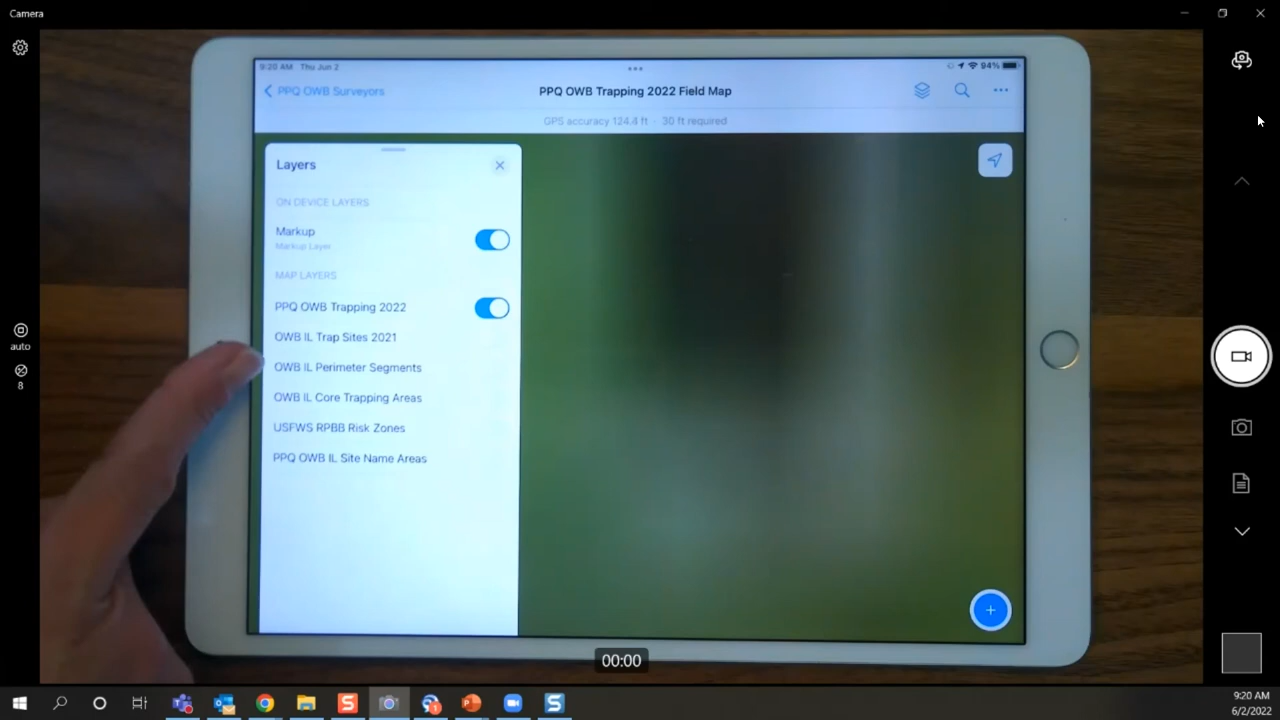 Camera
9:20 AM Thu Jun 2
94%
PPQ OWB Surveyors
PPQ OWB Trapping 2022 Field Map
GPS accuracy 124.4 ft · 30 ft required
Layers
ON DEVICE LAYERS
Markup
Markup Layer
MAP LAYERS
PPQ OWB Trapping 2022
OWB IL Trap Sites 2021
OWB IL Perimeter Segments
OWB IL Core Trapping Areas
USFWS RPBB Risk Zones
PPQ OWB IL Site Name Areas
auto
8
00:00
9:20 AM
6/2/2022